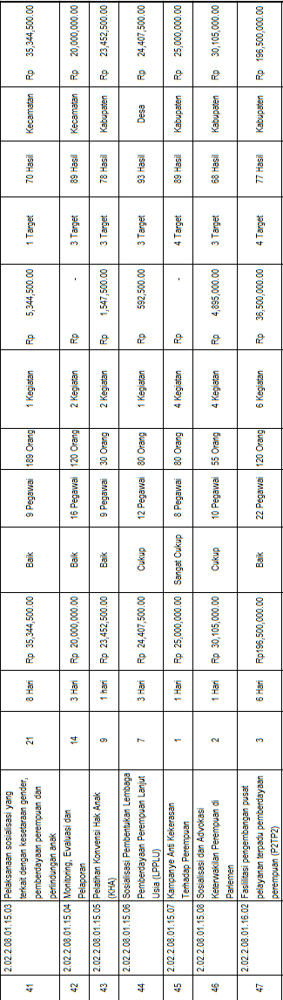 41 2.02.2.08.01.15.03 Pelaksanaan sosialisasi yang terkait dengan kesetaraan gender, pemberdayaan perempuan dan perlindungan anak 21 8 Hari Rp 35,344,500.00 Baik 9 Pegawai 189 Orang 1 Kegiatan Rp 5,344,500.00 1 Target 70 Hasil Kecamatan Rp 35,344,500.00
42 2.02.2.08.01.15.04 Monitoring, Evaluasi dan Pelaporan 14 3 Hari Rp 20,000,000.00 Baik 16 Pegawai 120 Orang 2 Kegiatan Rp - 3 Target 89 Hasil Kecamatan Rp 20,000,000.00
43 2.02.2.08.01.15.05 Pelatihan Konvensi Hak Anak (KHA) 9 1 hari Rp 23,452,500.00 Baik 9 Pegawai 30 Orang 2 Kegiatan Rp 1,547,500.00 3 Target 78 Hasil Kabupaten Rp 23,452,500.00
44 2.02.2.08.01.15.06 Sosialisasi Pembentukan Lembaga Pemberdayaan Perempuan Lanjut Usia (LPPLU) 7 3 Hari Rp 24,407,500.00 Cukup 12 Pegawai 80 Orang 1 Kegiatan Rp 592,500.00 3 Target 93 Hasil Desa Rp 24,407,500.00
45 2.02.2.08.01.15.07 Kampanye Anti Kekerasan Terhadap Perempuan 1 1 Hari Rp 25,000,000.00 Sangat Cukup 8 Pegawai 80 Orang 4 Kegiatan Rp - 4 Target 89 Hasil Kabupaten Rp 25,000,000.00
46 2.02.2.08.01.15.08 Sosialisasi dan Advokasi Keterwakilan Perempuan di Parlemen 2 1 Hari Rp 30,105,000.00 Cukup 10 Pegawai 55 Orang 4 Kegiatan Rp 4,895,000.00 3 Target 68 Hasil Kabupaten Rp 30,105,000.00
47 2.02.2.08.01.16.02 Fasilitasi pengembangan pusat pelayanan terpadu pemberdayaan perempuan (P2TP2) 3 6 Hari Rp196,500,000.00 Baik 22 Pegawai 120 Orang 6 Kegiatan Rp 36,500,000.00 4 Target 77 Hasil Kabupaten Rp 196,500,000.00